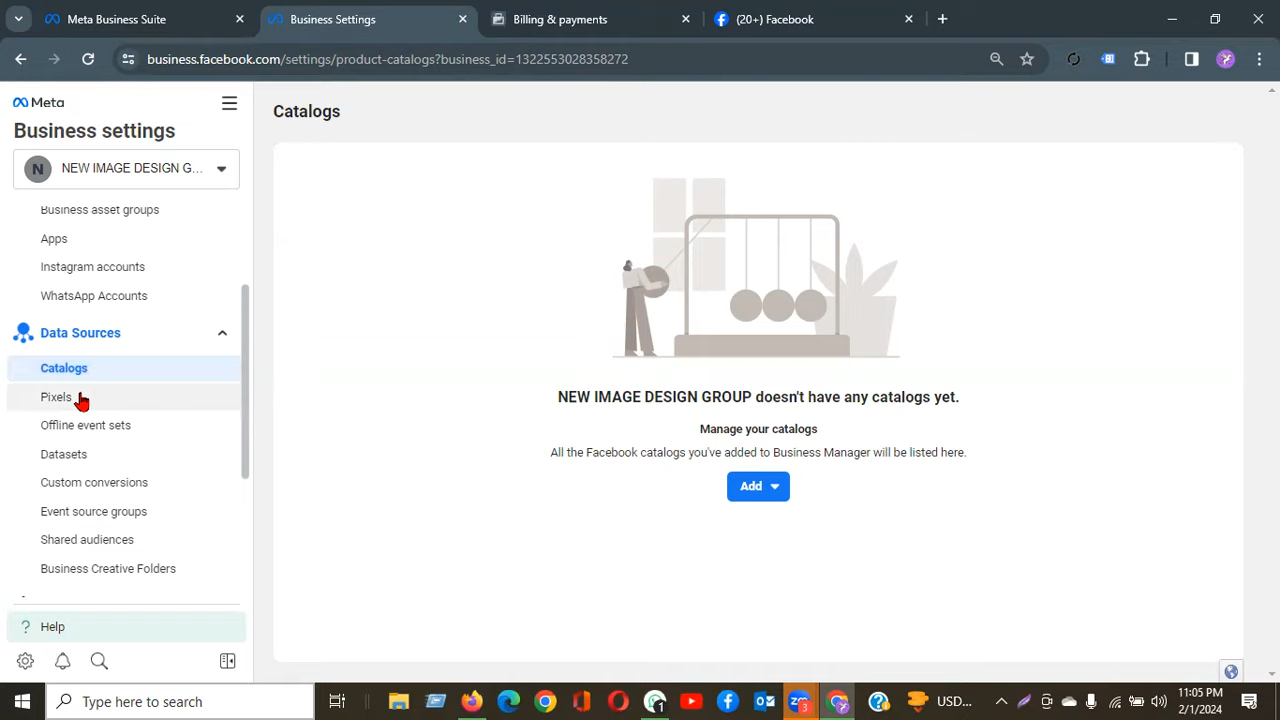 Meta Business Suite
Business Settings
Billing & payments
(20+) Facebook
business.facebook.com/settings/product-catalogs?business_id=1322553028358272
Meta
Business settings
N
NEW IMAGE DESIGN G...
Business asset groups
Apps
Instagram accounts
WhatsApp Accounts
Data Sources
Catalogs
Pixels
Offline event sets
Datasets
Custom conversions
Event source groups
Shared audiences
Business Creative Folders
? Help
Catalogs
NEW IMAGE DESIGN GROUP doesn't have any catalogs yet.
Manage your catalogs
All the Facebook catalogs you've added to Business Manager will be listed here.
Add
Type here to search
1
3
USD...
11:05 PM
2/1/2024